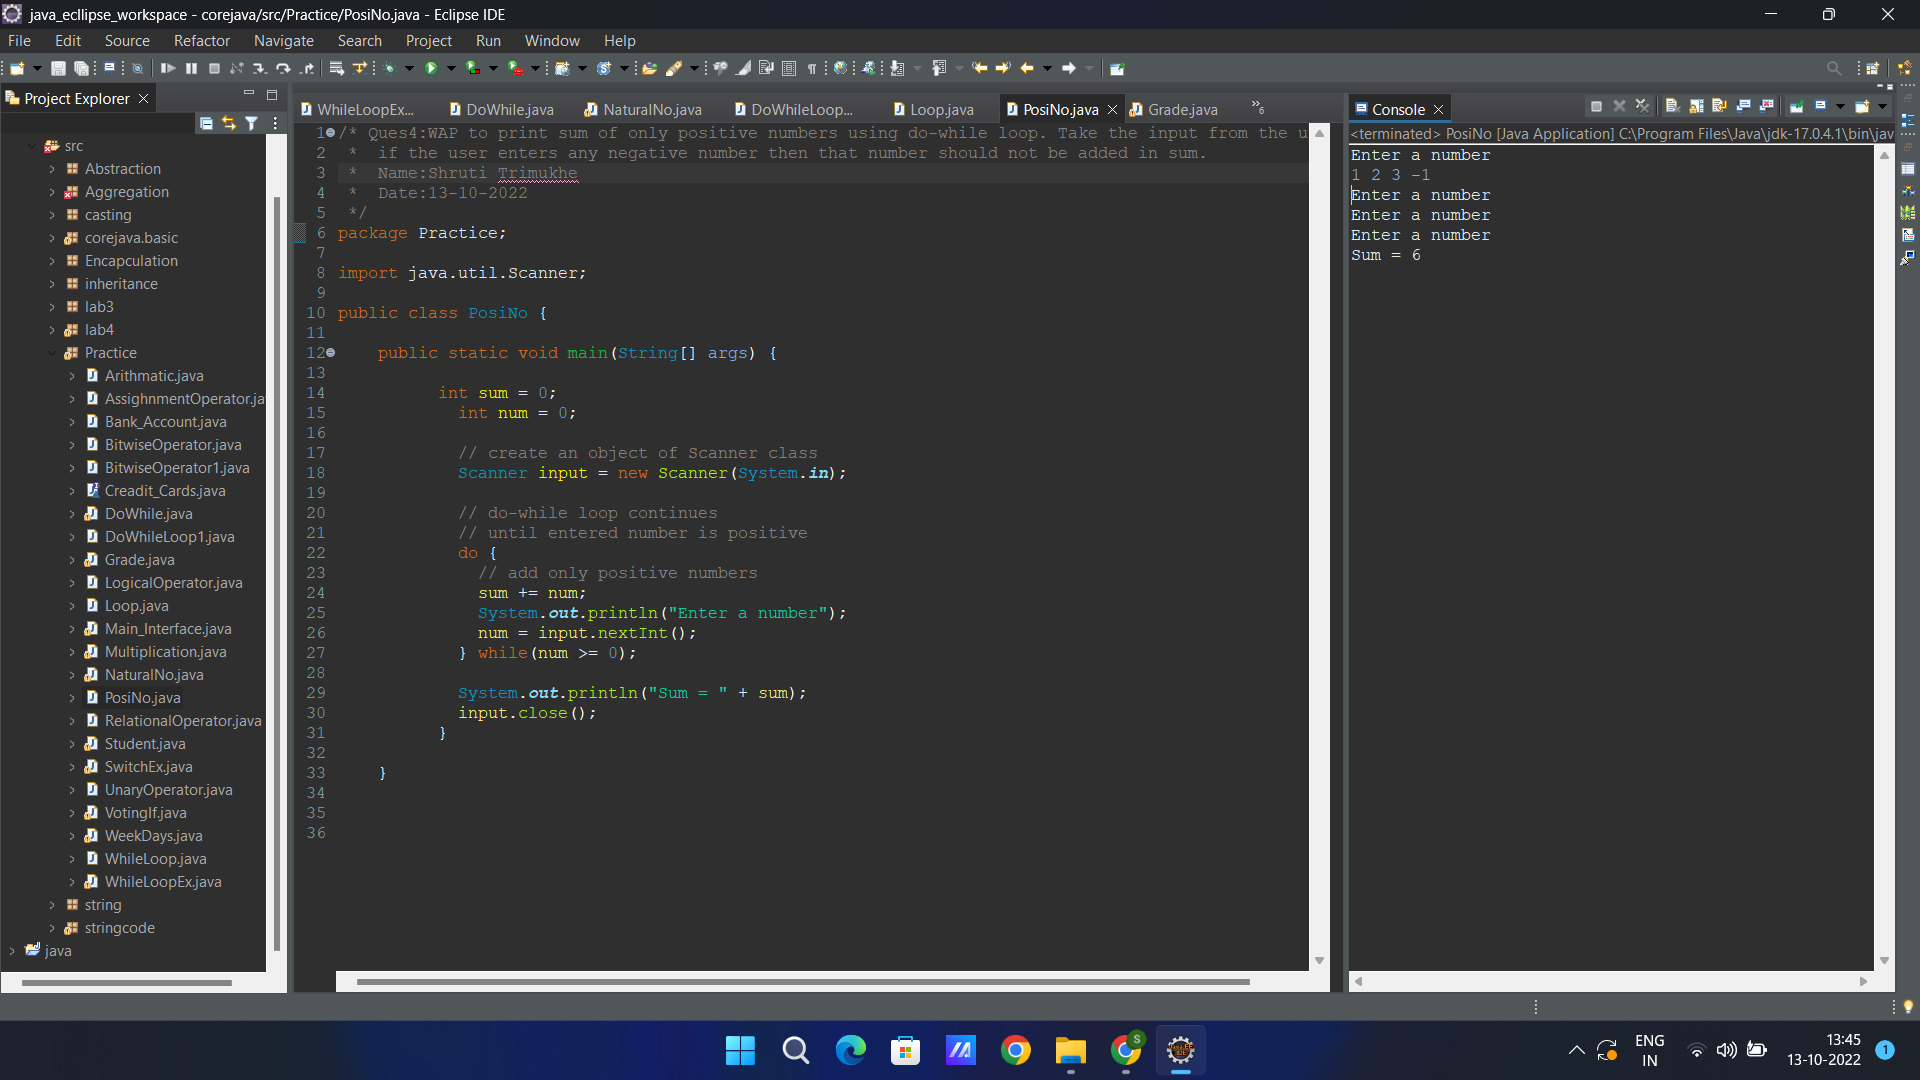 java_ecllipse_workspace - corejava/src/Practice/PosiNo.java - Eclipse IDE
File Edit Source Refactor Navigate Search Project Run Window Help
Project Explorer
src
Abstraction
Aggregation
casting
corejava.basic
Encapculation
inheritance
lab3
lab4
Practice
Arithmatic.java
AssighnmentOperator.ja
Bank_Account.java
BitwiseOperator.java
BitwiseOperator1.java
Creadit_Cards.java
DoWhile.java
DoWhileLoop1.java
Grade.java
LogicalOperator.java
Loop.java
Main_Interface.java
Multiplication.java
NaturalNo.java
PosiNo.java
RelationalOperator.java
Student.java
SwitchEx.java
UnaryOperator.java
VotingIf.java
WeekDays.java
WhileLoop.java
WhileLoopEx.java
string
stringcode
java
WhileLoopEx... DoWhile.java NaturalNo.java DoWhileLoop... Loop.java PosiNo.java Grade.java »6
1 /* Ques4:WAP to print sum of only positive numbers using do-while loop. Take the input from the u
2 * if the user enters any negative number then that number should not be added in sum.
3 * Name:Shruti Trimukhe
4 * Date:13-10-2022
5 */
6 package Practice;
7
8 import java.util.Scanner;
9
10 public class PosiNo {
11
12 public static void main(String[] args) {
13
14 int sum = 0;
15 int num = 0;
16
17 // create an object of Scanner class
18 Scanner input = new Scanner(System.in);
19
20 // do-while loop continues
21 // until entered number is positive
22 do {
23 // add only positive numbers
24 sum += num;
25 System.out.println("Enter a number");
26 num = input.nextInt();
27 } while(num >= 0);
28
29 System.out.println("Sum = " + sum);
30 input.close();
31 }
32
33 }
34
35
36
Console
<terminated> PosiNo [Java Application] C:\Program Files\Java\jdk-17.0.4.1\bin\jav
Enter a number
1 2 3 -1
Enter a number
Enter a number
Enter a number
Sum = 6
S
ENG
IN
13:45
13-10-2022
1